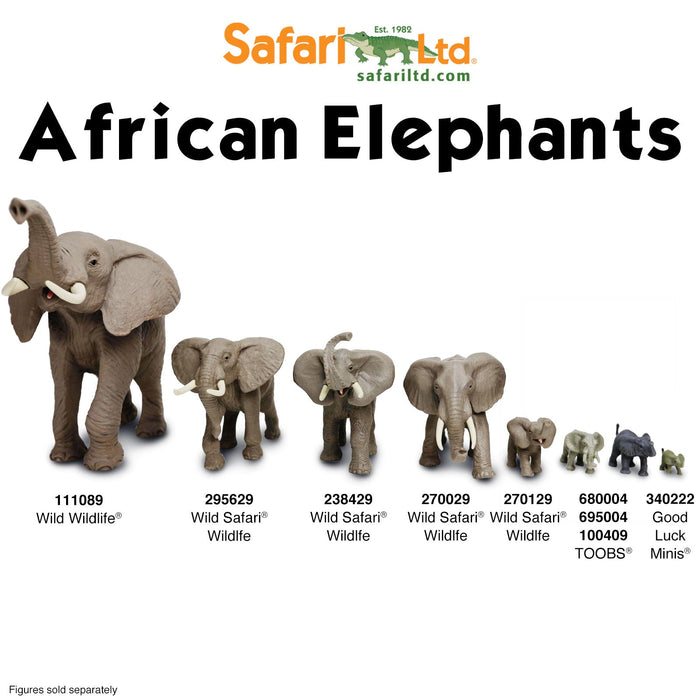 Safari Ltd®
Est. 1982
safariltd.com
African Elephants
111089
Wild Wildlife®
295629
Wild Safari®
Wildlfe
238429
Wild Safari®
Wildlfe
270029
Wild Safari®
Wildlfe
270129
Wild Safari®
Wildlfe
680004
695004
100409
TOOBS®
340222
Good
Luck
Minis®
Figures sold separately